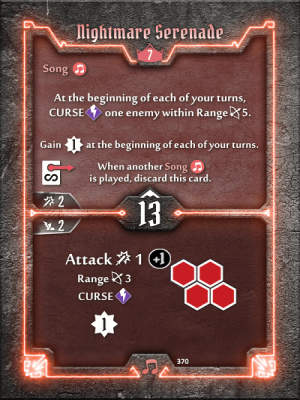 Nightmare Serenade
7
Song
At the beginning of each of your turns,
CURSE one enemy within Range 5.
Gain 1 at the beginning of each of your turns.
When another Song
is played, discard this card.
2
13
2
Attack 1 +1
Range 3
CURSE
1
370